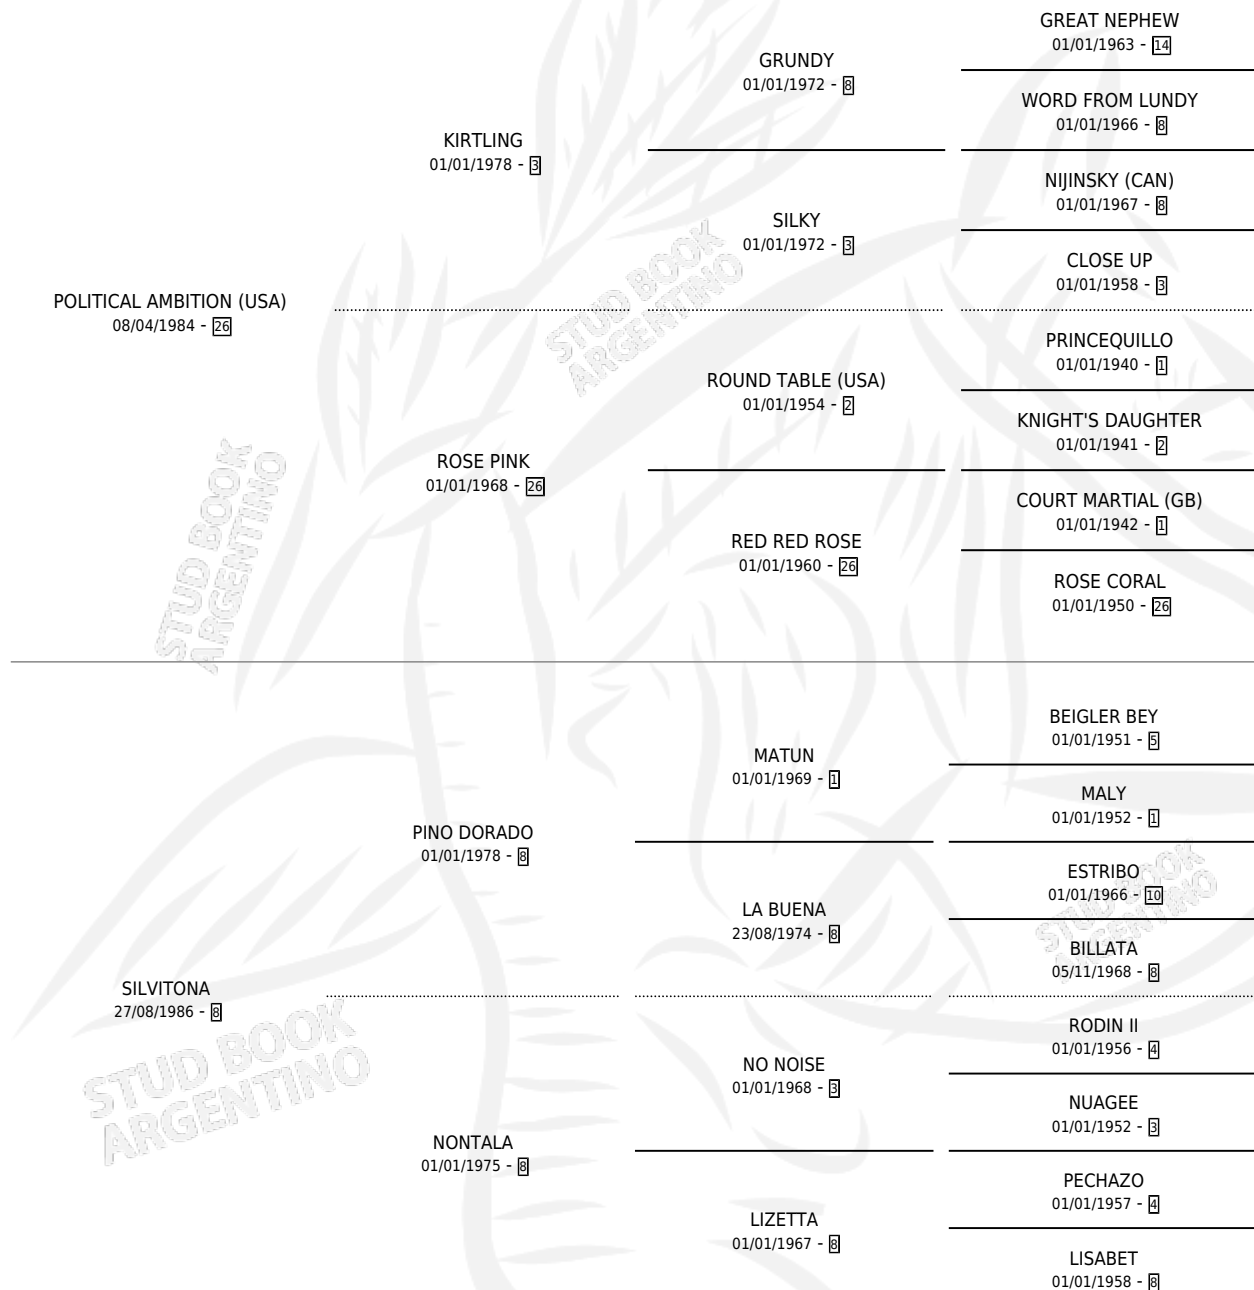 GREAT NEPHEW
01/01/1963 - 14
GRUNDY
01/01/1972 - 8
WORD FROM LUNDY
01/01/1966 - 8
KIRTLING
01/01/1978 - 3
NIJINSKY (CAN)
01/01/1967 - 8
SILKY
01/01/1972 - 3
CLOSE UP
01/01/1958 - 3
POLITICAL AMBITION (USA)
08/04/1984 - 26
PRINCEQUILLO
01/01/1940 - 1
ROUND TABLE (USA)
01/01/1954 - 2
KNIGHT'S DAUGHTER
01/01/1941 - 2
ROSE PINK
01/01/1968 - 26
COURT MARTIAL (GB)
01/01/1942 - 1
RED RED ROSE
01/01/1960 - 26
ROSE CORAL
01/01/1950 - 26
BEIGLER BEY
01/01/1951 - 5
MATUN
01/01/1969 - 1
MALY
01/01/1952 - 1
PINO DORADO
01/01/1978 - 8
ESTRIBO
01/01/1966 - 10
LA BUENA
23/08/1974 - 8
BILLATA
05/11/1968 - 8
SILVITONA
27/08/1986 - 8
RODIN II
01/01/1956 - 4
NO NOISE
01/01/1968 - 3
NUAGEE
01/01/1952 - 3
NONTALA
01/01/1975 - 8
PECHAZO
01/01/1957 - 4
LIZETTA
01/01/1967 - 8
LISABET
01/01/1958 - 8
STUD BOOK
ARGENTINO
STUD BOOK
ARGENTINO
STUD BOOK
ARGENTINO
STUD BOOK
ARGENTINO